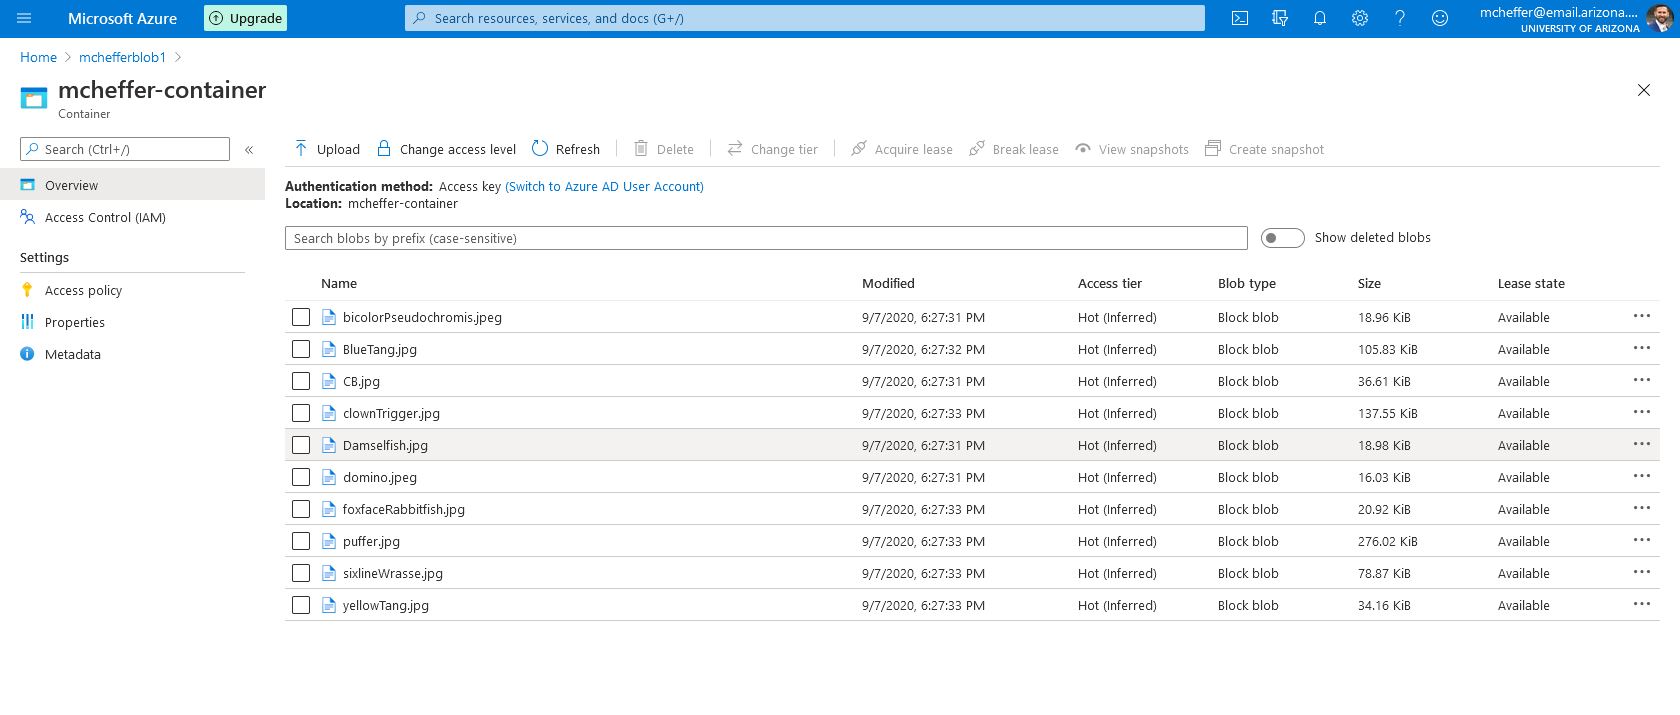 Microsoft Azure
Upgrade
Search resources, services, and docs (G+/)
mcheffer@email.arizona....
UNIVERSITY OF ARIZONA
Home > mchefferblob1 >
mcheffer-container
Container
Search (Ctrl+/)
«
Overview
Access Control (IAM)
Settings
Access policy
Properties
Metadata
Upload Change access level Refresh Delete Change tier Acquire lease Break lease View snapshots Create snapshot
Authentication method: Access key (Switch to Azure AD User Account)
Location: mcheffer-container
Search blobs by prefix (case-sensitive) Show deleted blobs
Name Modified Access tier Blob type Size Lease state
bicolorPseudochromis.jpeg 9/7/2020, 6:27:31 PM Hot (Inferred) Block blob 18.96 KiB Available ...
BlueTang.jpg 9/7/2020, 6:27:32 PM Hot (Inferred) Block blob 105.83 KiB Available ...
CB.jpg 9/7/2020, 6:27:31 PM Hot (Inferred) Block blob 36.61 KiB Available ...
clownTrigger.jpg 9/7/2020, 6:27:33 PM Hot (Inferred) Block blob 137.55 KiB Available ...
Damselfish.jpg 9/7/2020, 6:27:31 PM Hot (Inferred) Block blob 18.98 KiB Available ...
domino.jpeg 9/7/2020, 6:27:31 PM Hot (Inferred) Block blob 16.03 KiB Available ...
foxfaceRabbitfish.jpg 9/7/2020, 6:27:33 PM Hot (Inferred) Block blob 20.92 KiB Available ...
puffer.jpg 9/7/2020, 6:27:33 PM Hot (Inferred) Block blob 276.02 KiB Available ...
sixlineWrasse.jpg 9/7/2020, 6:27:33 PM Hot (Inferred) Block blob 78.87 KiB Available ...
yellowTang.jpg 9/7/2020, 6:27:33 PM Hot (Inferred) Block blob 34.16 KiB Available ...